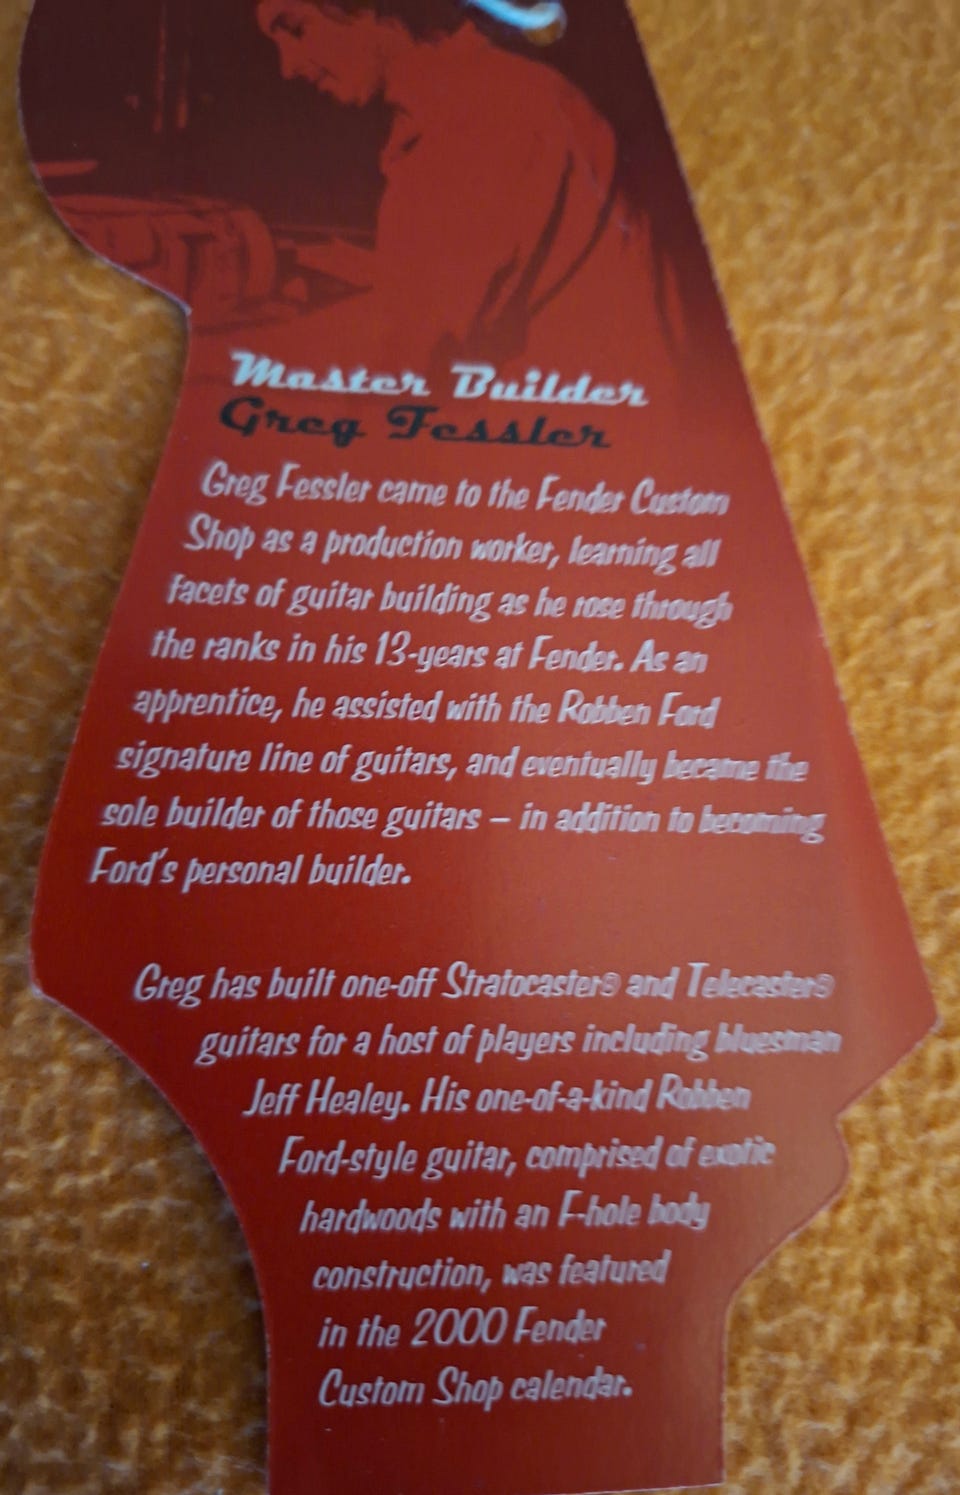 Master Builder
Greg Fessler
Greg Fessler came to the Fender Custom
Shop as a production worker, learning all
facets of guitar building as he rose through
the ranks in his 13-years at Fender. As an
apprentice, he assisted with the Robben Ford
signature line of guitars, and eventually became the
sole builder of those guitars – in addition to becoming
Ford's personal builder.
Greg has built one-off Stratocaster® and Telecaster®
guitars for a host of players including bluesman
Jeff Healey. His one-of-a-kind Robben
Ford-style guitar, comprised of exotic
hardwoods with an F-hole body
construction, was featured
in the 2000 Fender
Custom Shop calendar.